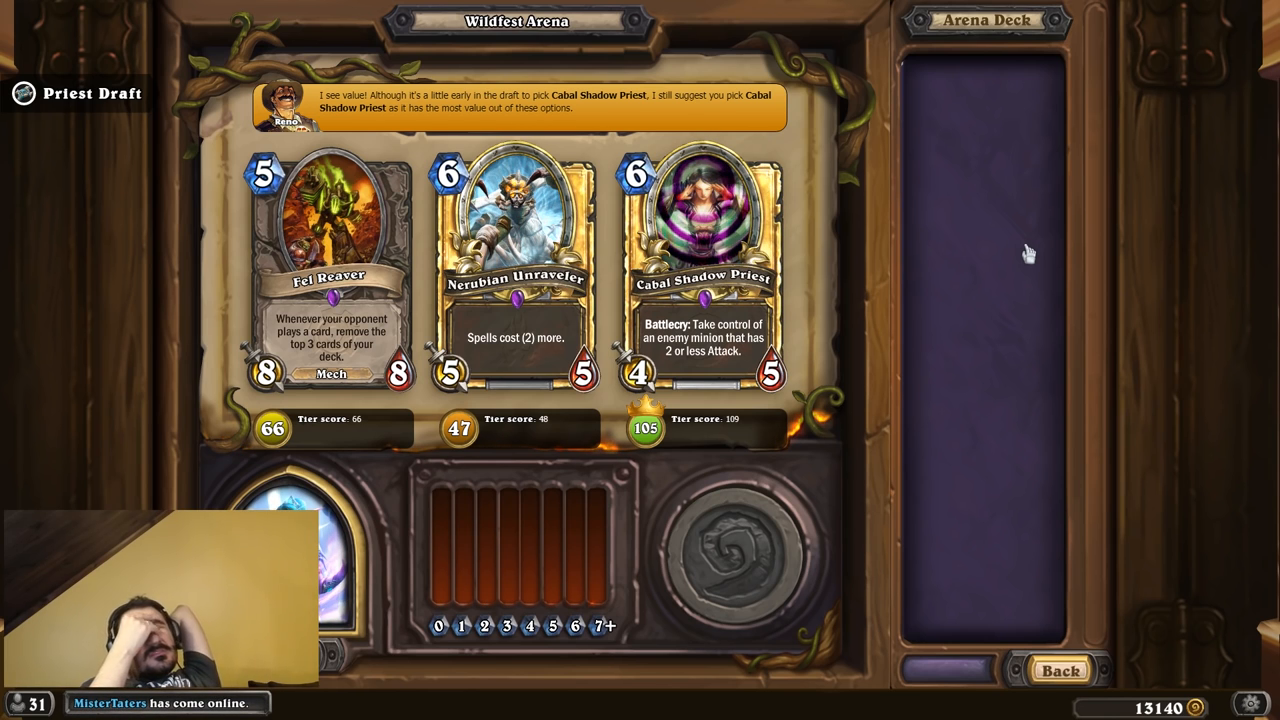 Wildfest Arena
Arena Deck
Priest Draft
I see value! Although it's a little early in the draft to pick Cabal Shadow Priest, I still suggest you pick Cabal
Shadow Priest as it has the most value out of these options.
Reno
5
6
6
Fel Reaver
Nerubian Unraveler
Cabal Shadow Priest
Whenever your opponent
plays a card, remove the
top 3 cards of your
deck.
Mech
8
8
Spells cost (2) more.
5
5
Battlecry: Take control of
an enemy minion that has
2 or less Attack.
4
5
66
Tier score: 66
47
Tier score: 48
105
Tier score: 109
0 1 2 3 4 5 6 7+
Back
31
MisterTaters has come online.
13140